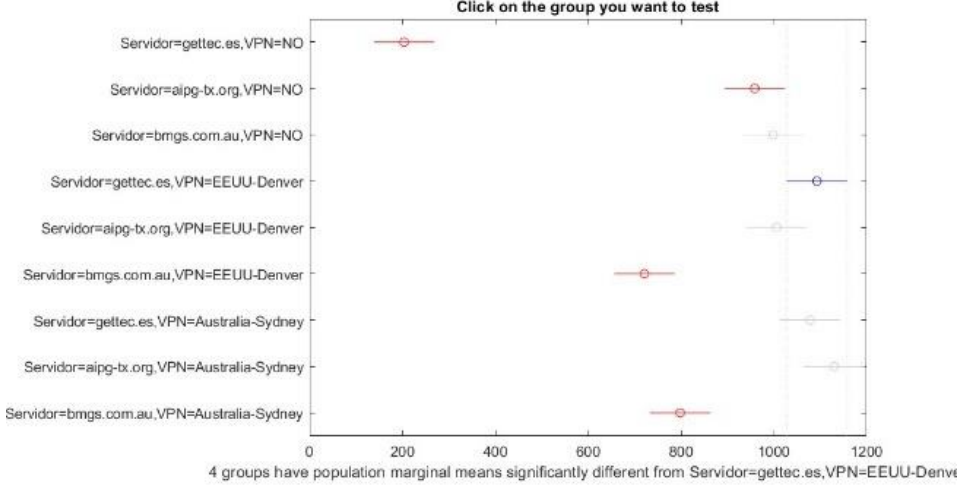 Click on the group you want to test
Servidor=gettec.es,VPN=NO
Servidor=aipg-tx.org,VPN=NO
Servidor=bmgs.com.au,VPN=NO
Servidor=gettec.es,VPN=EEUU-Denver
Servidor=aipg-tx.org,VPN=EEUU-Denver
Servidor=bmgs.com.au,VPN=EEUU-Denver
Servidor=gettec.es,VPN=Australia-Sydney
Servidor=aipg-tx.org,VPN=Australia-Sydney
Servidor=bmgs.com.au,VPN=Australia-Sydney
0 200 400 600 800 1000 1200
4 groups have population marginal means significantly different from Servidor=gettec.es,VPN=EEUU-Denve